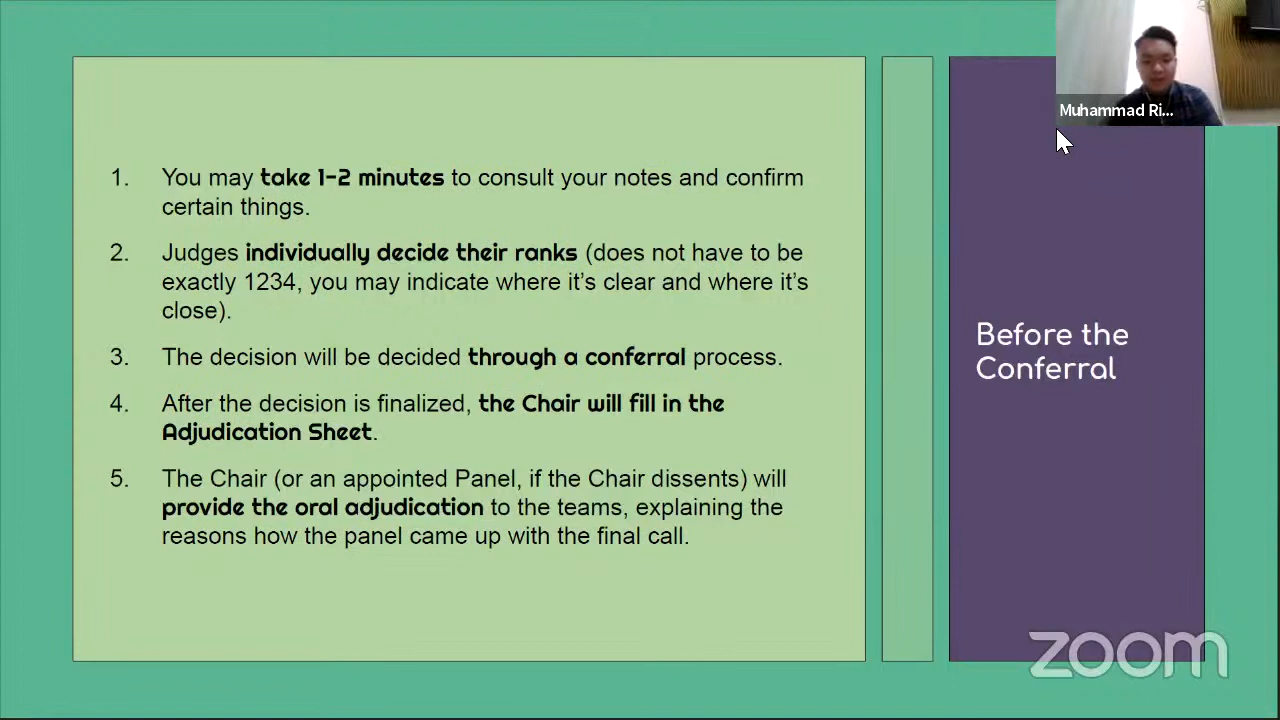 Muhammad Ri...
1. You may take 1-2 minutes to consult your notes and confirm
certain things.
2. Judges individually decide their ranks (does not have to be
exactly 1234, you may indicate where it's clear and where it's
close).
3. The decision will be decided through a conferral process.
4. After the decision is finalized, the Chair will fill in the
Adjudication Sheet.
5. The Chair (or an appointed Panel, if the Chair dissents) will
provide the oral adjudication to the teams, explaining the
reasons how the panel came up with the final call.
Before the
Conferral
zoom